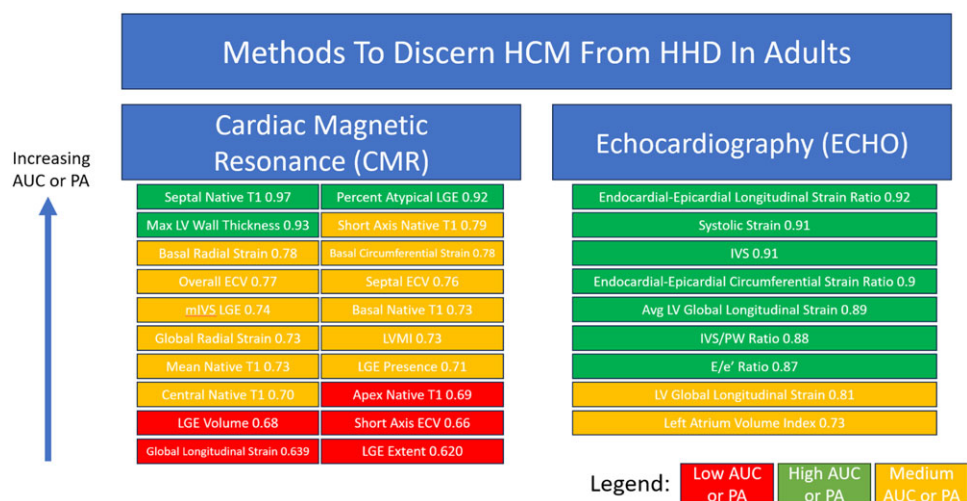 Methods To Discern HCM From HHD In Adults
Cardiac Magnetic
Resonance (CMR)
Echocardiography (ECHO)
Increasing
AUC or PA
Septal Native T1 0.97
Percent Atypical LGE 0.92
Max LV Wall Thickness 0.93
Short Axis Native T1 0.79
Basal Radial Strain 0.78
Basal Circumferential Strain 0.78
Overall ECV 0.77
Septal ECV 0.76
mIVS LGE 0.74
Basal Native T1 0.73
Global Radial Strain 0.73
LVMI 0.73
Mean Native T1 0.73
LGE Presence 0.71
Central Native T1 0.70
Apex Native T1 0.69
LGE Volume 0.68
Short Axis ECV 0.66
Global Longitudinal Strain 0.639
LGE Extent 0.620
Endocardial-Epicardial Longitudinal Strain Ratio 0.92
Systolic Strain 0.91
IVS 0.91
Endocardial-Epicardial Circumferential Strain Ratio 0.9
Avg LV Global Longitudinal Strain 0.89
IVS/PW Ratio 0.88
E/e' Ratio 0.87
LV Global Longitudinal Strain 0.81
Left Atrium Volume Index 0.73
Legend:
Low AUC
or PA
High AUC
or PA
Medium
AUC or PA